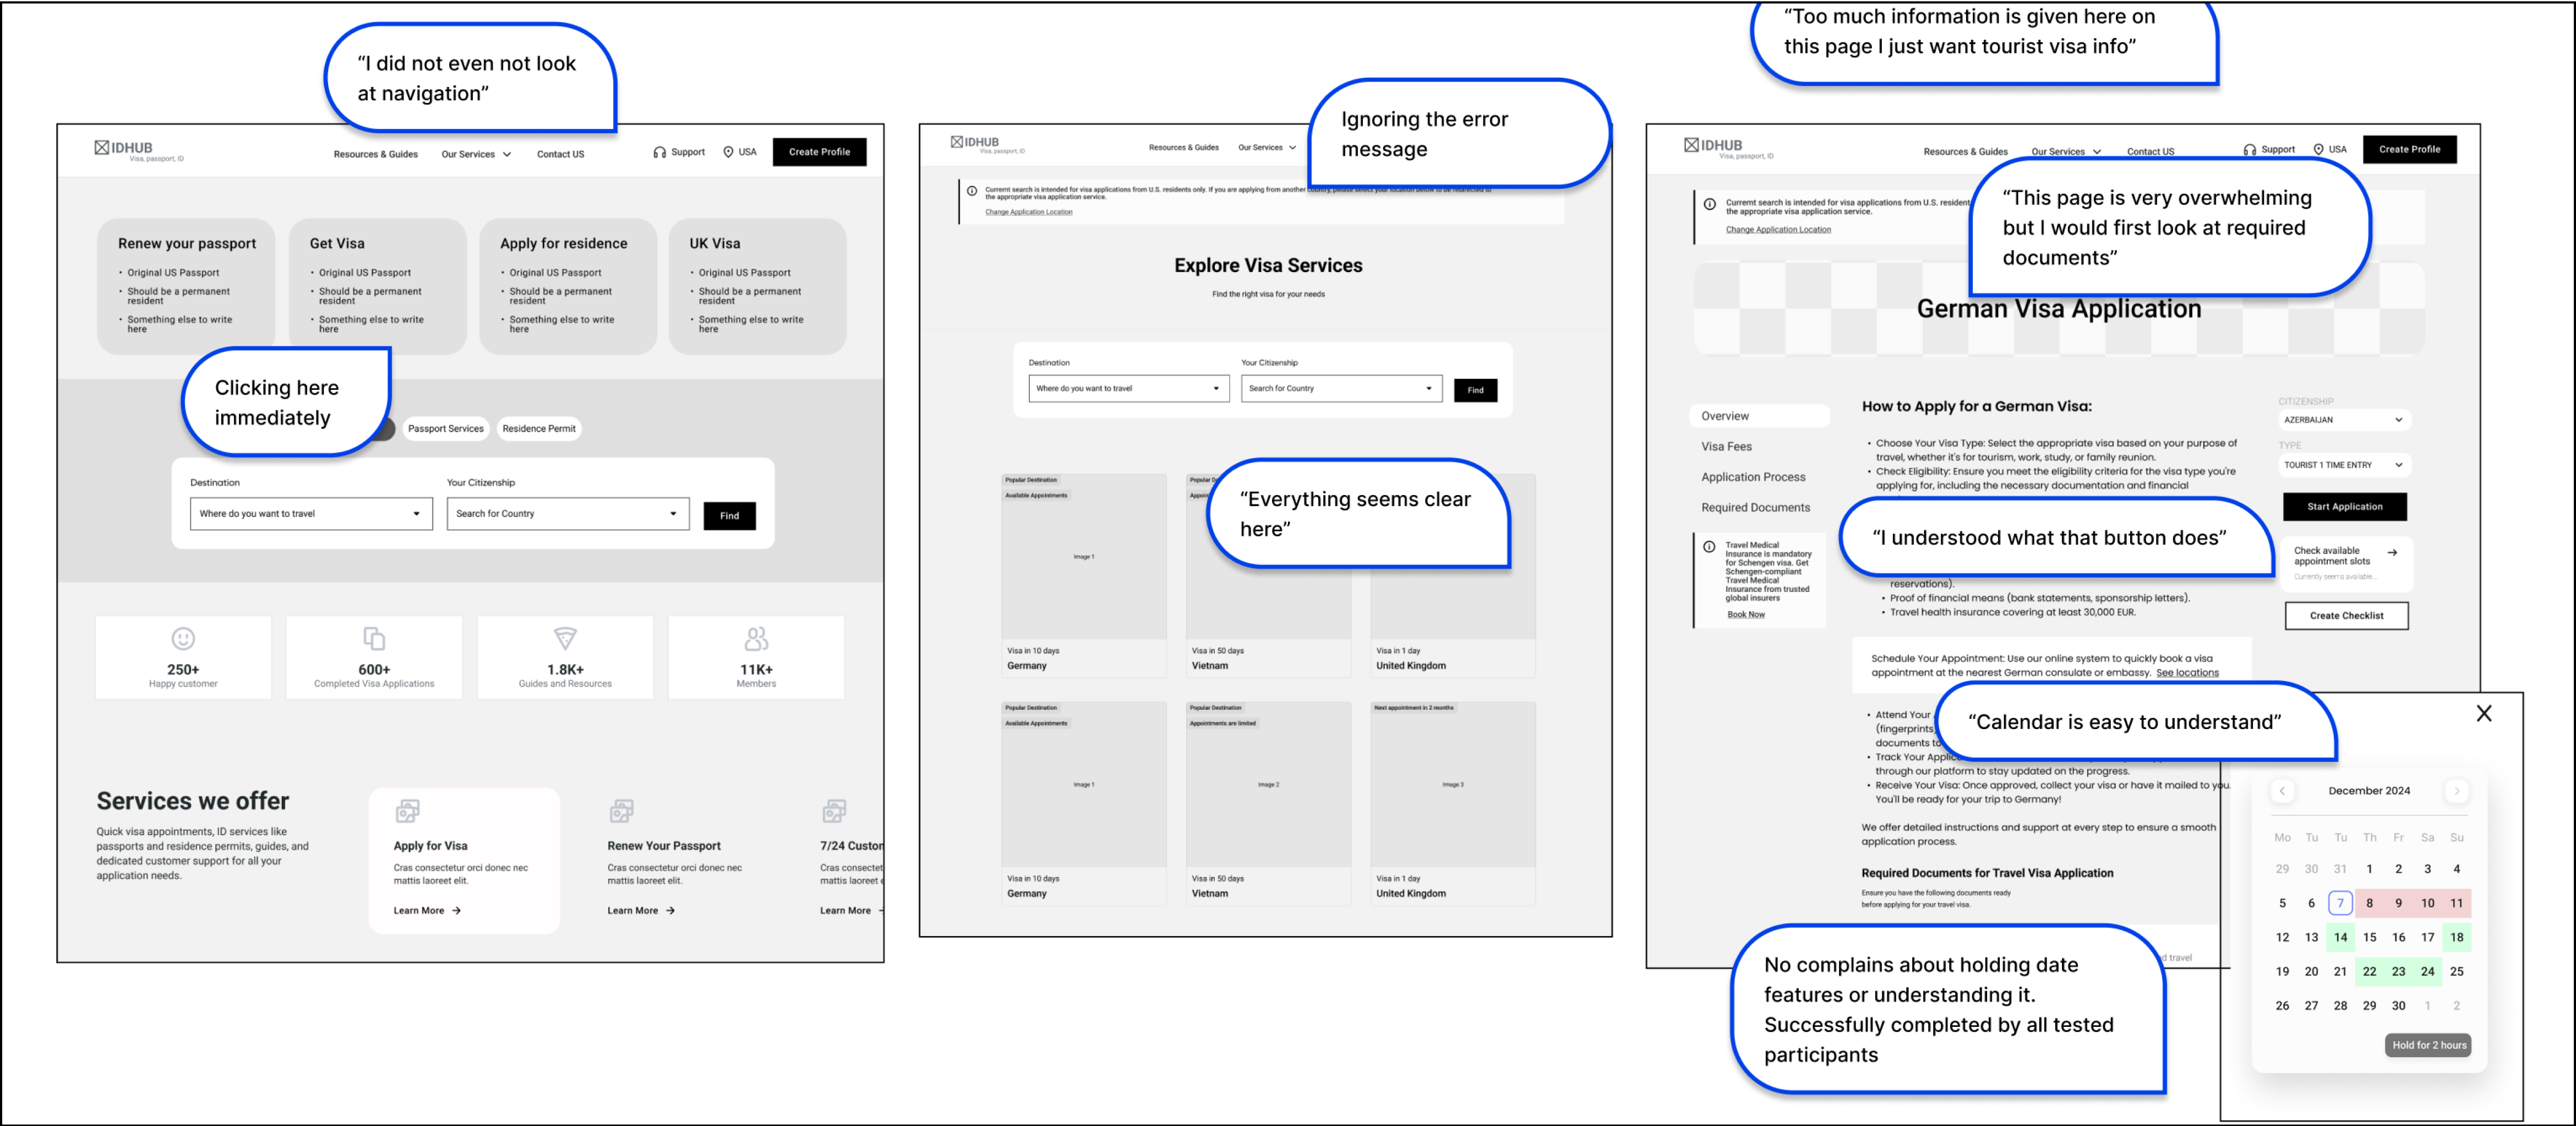 “I did not even not look
at navigation”
IDHUB
Visa, passport, ID
Resources & Guides
Our Services
Contact US
Support
USA
Create Profile
Renew your passport
• Original US Passport
• Should be a permanent
resident
• Something else to write
here
Get Visa
• Original US Passport
• Should be a permanent
resident
• Something else to write
here
Apply for residence
• Original US Passport
• Should be a permanent
resident
• Something else to write
here
UK Visa
• Original US Passport
• Should be a permanent
resident
• Something else to write
here
Clicking here
immediately
Passport Services
Residence Permit
Destination
Where do you want to travel
Your Citizenship
Search for Country
Find
250+
Happy customer
600+
Completed Visa Applications
1.8K+
Guides and Resources
11K+
Members
Services we offer
Quick visa appointments, ID services like
passports and residence permits, guides, and
dedicated customer support for all your
application needs.
Apply for Visa
Cras consectetur orci donec nec
mattis laoreet elit.
Learn More
Renew Your Passport
Cras consectetur orci donec nec
mattis laoreet elit.
Learn More
7/24 Custon
Cras consectet
mattis laoreet
Learn More
Ignoring the error
message
IDHUB
Visa, passport, ID
Resources & Guides
Our Services
Currernt search is intended for visa applications from U.S. residents only. If you are applying from another country, please select your location below to be redirected to
the appropriate visa application service.
Change Application Location
Explore Visa Services
Find the right visa for your needs
Destination
Where do you want to travel
Your Citizenship
Search for Country
Find
“Everything seems clear
here”
Popular Destination
Available Appointments
Image 1
Visa in 10 days
Germany
Popular De
Appoin
Visa in 50 days
Vietnam
Visa in 1 day
United Kingdom
Popular Destination
Available Appointments
Image 1
Visa in 10 days
Germany
Popular Destination
Appointments are limited
Image 2
Visa in 50 days
Vietnam
Next appointment in 2 months
Image 3
Visa in 1 day
United Kingdom
“Too much information is given here on
this page I just want tourist visa info”
IDHUB
Visa, passport, ID
Resources & Guides
Our Services
Contact US
Support
USA
Create Profile
Currernt search is intended for visa applications from U.S. resident
the appropriate visa application service.
Change Application Location
“This page is very overwhelming
but I would first look at required
documents”
German Visa Application
Overview
Visa Fees
Application Process
Required Documents
Travel Medical
Insurance is mandatory
for Schengen visa. Get
Schengen-compliant
Travel Medical
Insurance from trusted
global insurers
Book Now
How to Apply for a German Visa:
• Choose Your Visa Type: Select the appropriate visa based on your purpose of
travel, whether it's for tourism, work, study, or family reunion.
• Check Eligibility: Ensure you meet the eligibility criteria for the visa type you're
applying for, including the necessary documentation and financial
“I understood what that button does”
reservations).
• Proof of financial means (bank statements, sponsorship letters).
• Travel health insurance covering at least 30,000 EUR.
Schedule Your Appointment: Use our online system to quickly book a visa
appointment at the nearest German consulate or embassy. See locations
“Calendar is easy to understand”
• Attend Your
(fingerprints
documents to
• Track Your Applic
through our platform to stay updated on the progress.
• Receive Your Visa: Once approved, collect your visa or have it mailed to you.
You'll be ready for your trip to Germany!
We offer detailed instructions and support at every step to ensure a smooth
application process.
Required Documents for Travel Visa Application
Ensure you have the following documents ready
before applying for your travel visa.
d travel
CITIZENSHIP
AZERBAIJAN
TYPE
TOURIST 1 TIME ENTRY
Start Application
Check available
appointment slots
Currently seems available...
Create Checklist
No complains about holding date
features or understanding it.
Successfully completed by all tested
participants
X
December 2024
Mo Tu Tu Th Fr Sa Su
29 30 31 1 2 3 4
5 6 7 8 9 10 11
12 13 14 15 16 17 18
19 20 21 22 23 24 25
26 27 28 29 30 1 2
Hold for 2 hours